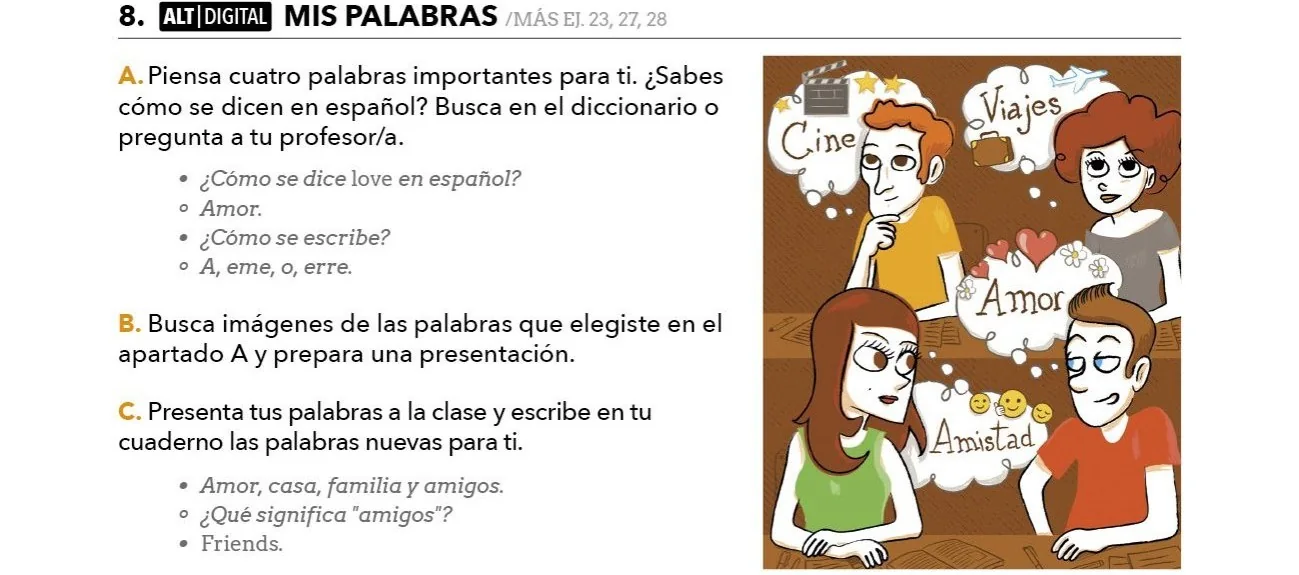 8. ALT|DIGITAL MIS PALABRAS /MÁS EJ. 23, 27, 28
A. Piensa cuatro palabras importantes para ti. ¿Sabes
cómo se dicen en español? Busca en el diccionario o
pregunta a tu profesor/a.
• ¿Cómo se dice love en español?
○ Amor.
• ¿Cómo se escribe?
○ A, eme, o, erre.
B. Busca imágenes de las palabras que elegiste en el
apartado A y prepara una presentación.
C. Presenta tus palabras a la clase y escribe en tu
cuaderno las palabras nuevas para ti.
• Amor, casa, familia y amigos.
○ ¿Qué significa "amigos"?
• Friends.
Cine
Viajes
Amor
Amistad